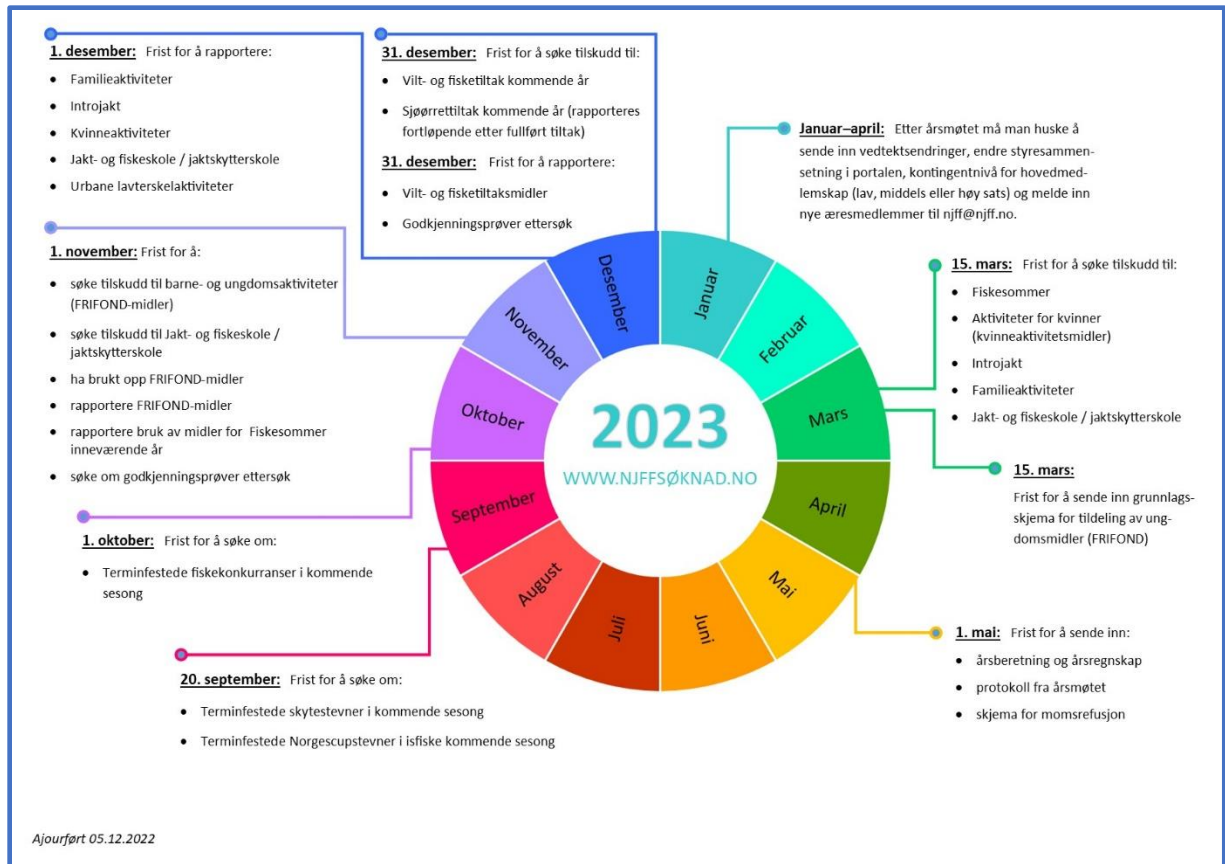 1. desember: Frist for å rapportere:
• Familieaktiviteter
• Introjakt
• Kvinneaktiviteter
• Jakt- og fiskeskole / jaktskytterskole
• Urbane lavterskelaktiviteter
31. desember: Frist for å søke tilskudd til:
• Vilt- og fisketiltak kommende år
• Sjøørrettiltak kommende år (rapporteres
fortløpende etter fullført tiltak)
31. desember: Frist for å rapportere:
• Vilt- og fisketiltaksmidler
• Godkjenningsprøver ettersøk
Januar–april: Etter årsmøtet må man huske å
sende inn vedtektsendringer, endre styresammen-
setning i portalen, kontingentnivå for hovedmed-
lemskap (lav, middels eller høy sats) og melde inn
nye æresmedlemmer til njff@njff.no.
15. mars: Frist for å søke tilskudd til:
• Fiskesommer
• Aktiviteter for kvinner
(kvinneaktivitetsmidler)
• Introjakt
• Familieaktiviteter
• Jakt- og fiskeskole / jaktskytterskole
15. mars:
Frist for å sende inn grunnlags-
skjema for tildeling av ung-
domsmidler (FRIFOND)
1. mai: Frist for å sende inn:
• årsberetning og årsregnskap
• protokoll fra årsmøtet
• skjema for momsrefusjon
1. november: Frist for å:
• søke tilskudd til barne- og ungdomsaktiviteter
(FRIFOND-midler)
• søke tilskudd til Jakt- og fiskeskole /
jaktskytterskole
• ha brukt opp FRIFOND-midler
• rapportere FRIFOND-midler
• rapportere bruk av midler for Fiskesommer
inneværende år
• søke om godkjenningsprøver ettersøk
1. oktober: Frist for å søke om:
• Terminfestede fiskekonkurranser i kommende
sesong
20. september: Frist for å søke om:
• Terminfestede skytestevner i kommende sesong
• Terminfestede Norgescupstevner i isfiske kommende sesong
Januar
Februar
Mars
April
Mai
Juni
Juli
August
September
Oktober
November
Desember
2023
WWW.NJFFSØKNAD.NO
Ajourført 05.12.2022